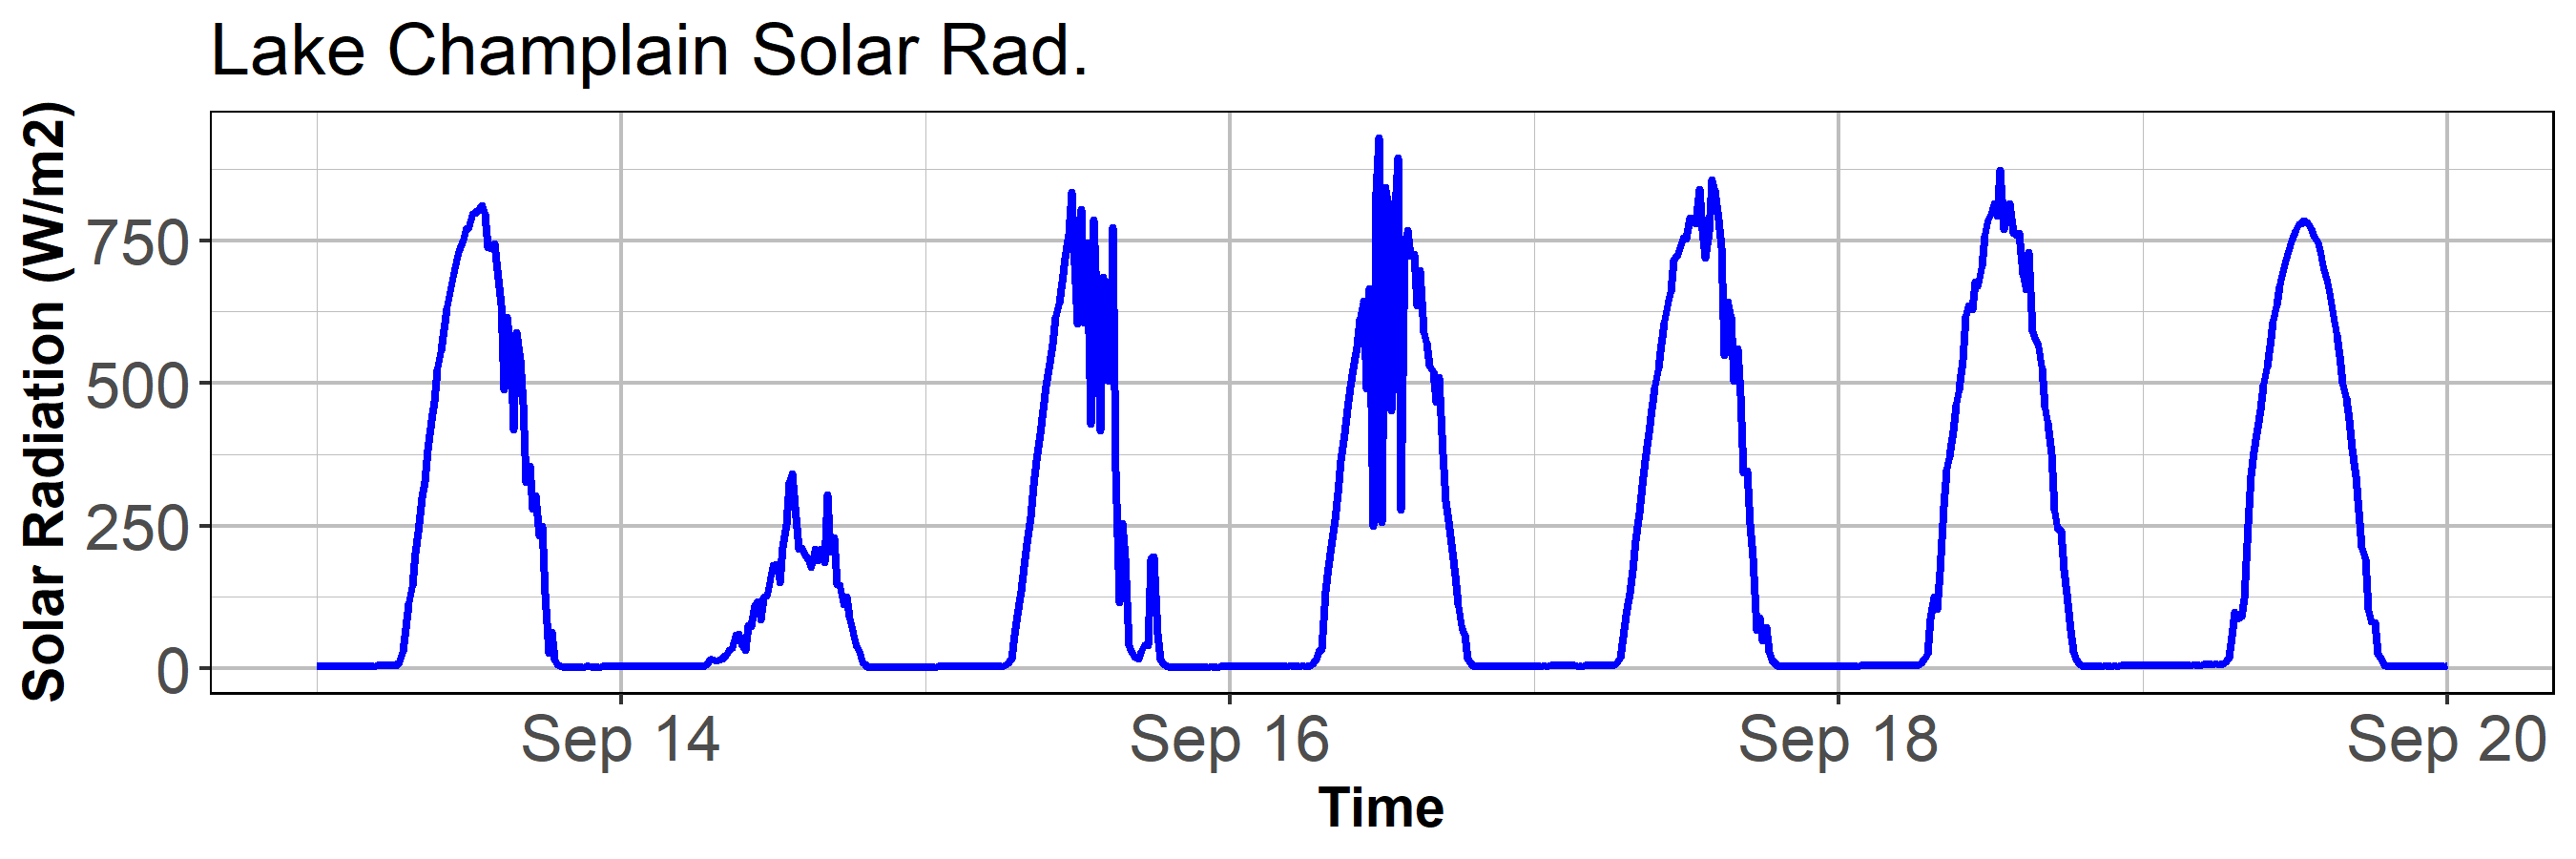 Lake Champlain Solar Rad.
Solar Radiation (W/m2)
750
500
250
0
Sep 14
Sep 16
Sep 18
Sep 20
Time